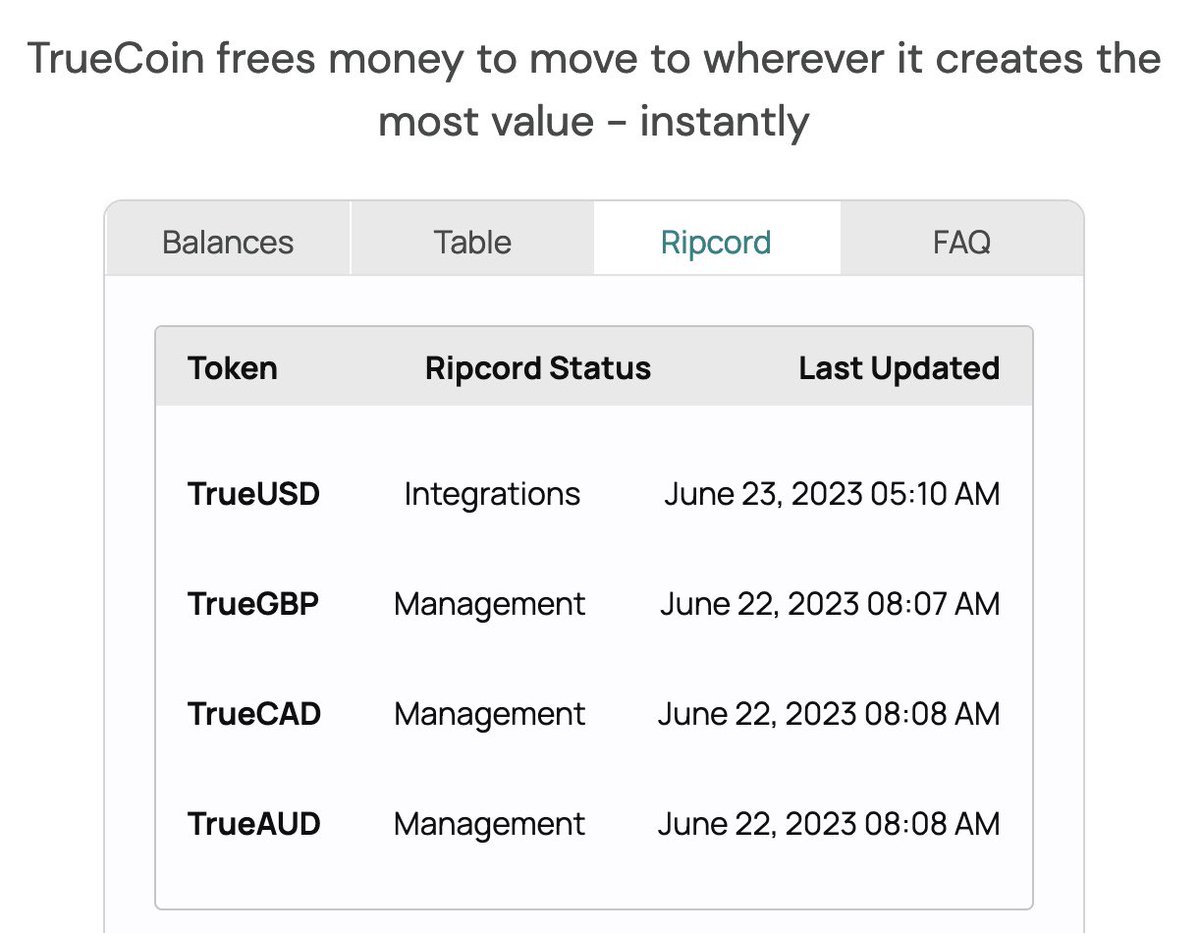 TrueCoin frees money to move to wherever it creates the
most value – instantly
Balances Table Ripcord FAQ
Token Ripcord Status Last Updated
TrueUSD Integrations June 23, 2023 05:10 AM
TrueGBP Management June 22, 2023 08:07 AM
TrueCAD Management June 22, 2023 08:08 AM
TrueAUD Management June 22, 2023 08:08 AM